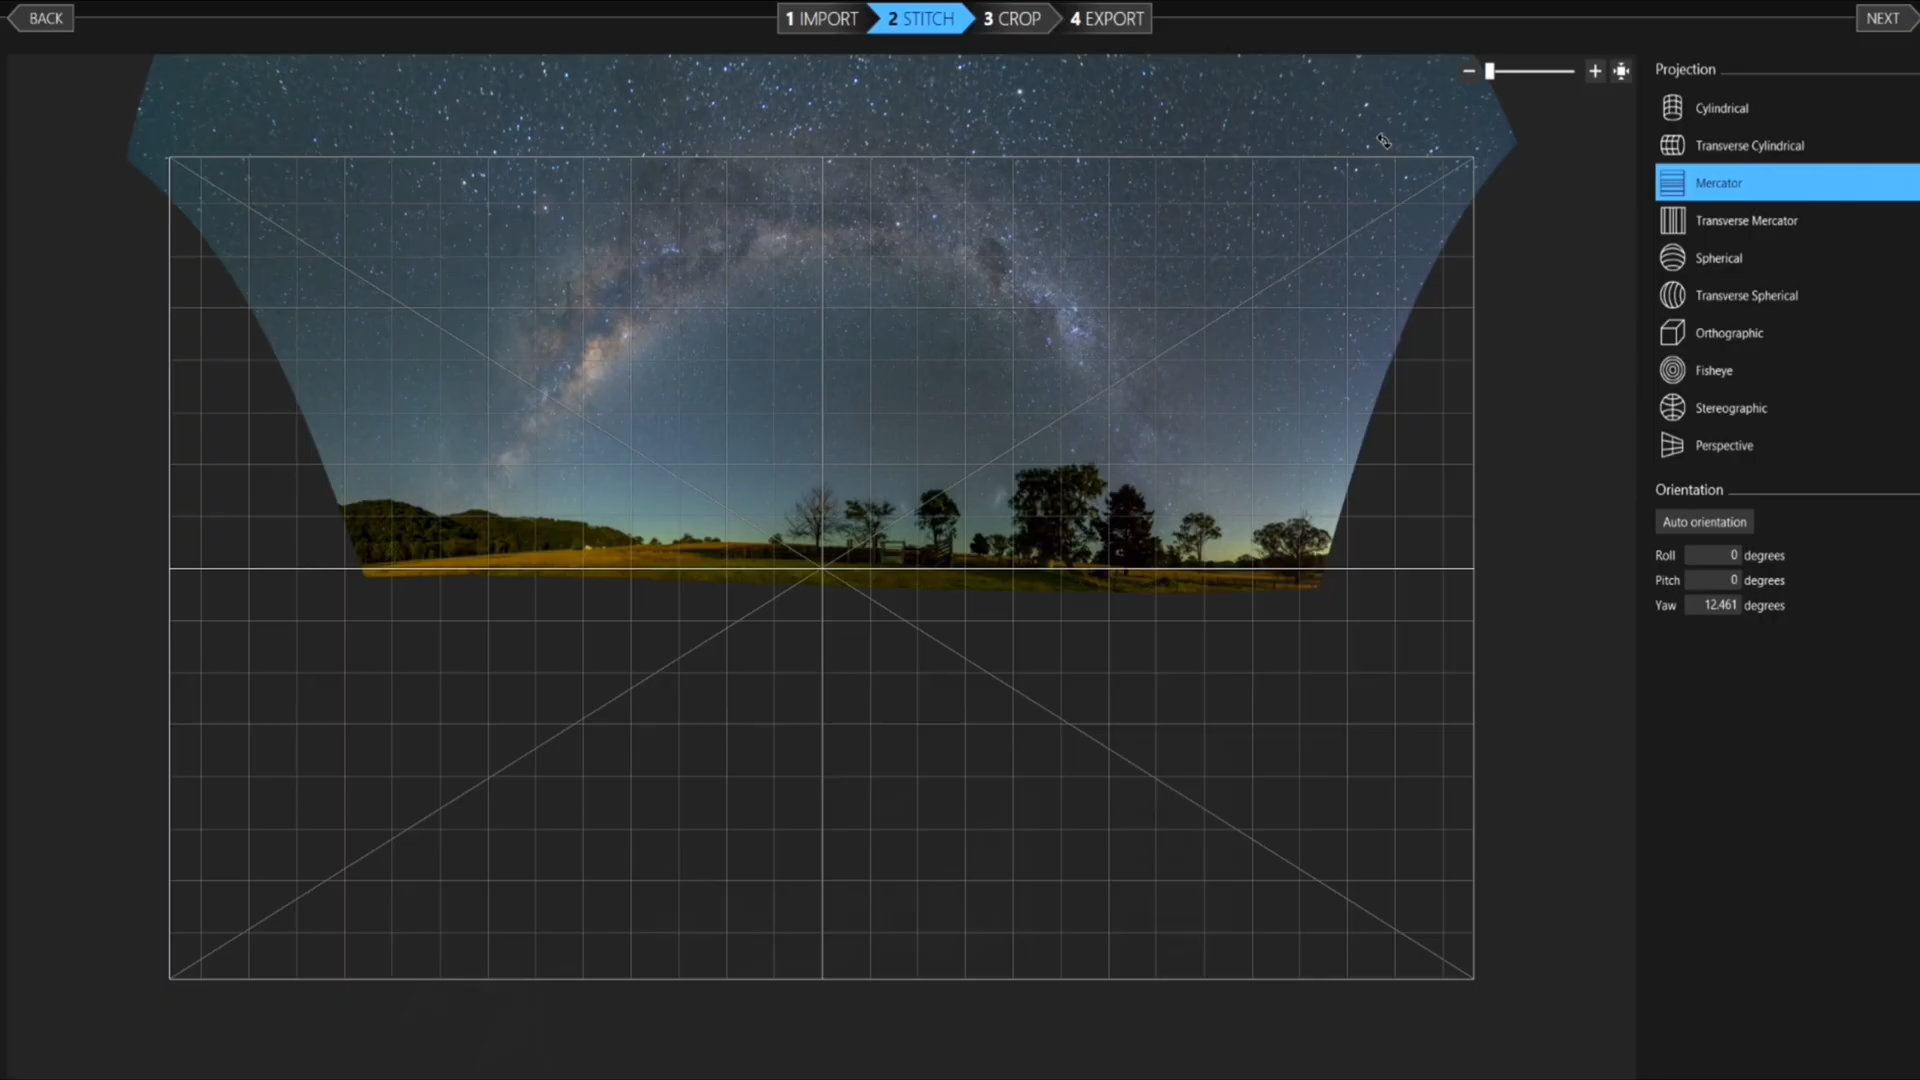 BACK
1 IMPORT
2 STITCH
3 CROP
4 EXPORT
NEXT
Projection
Cylindrical
Transverse Cylindrical
Mercator
Transverse Mercator
Spherical
Transverse Spherical
Orthographic
Fisheye
Stereographic
Perspective
Orientation
Auto orientation
Roll 0 degrees
Pitch 0 degrees
Yaw 12.461 degrees